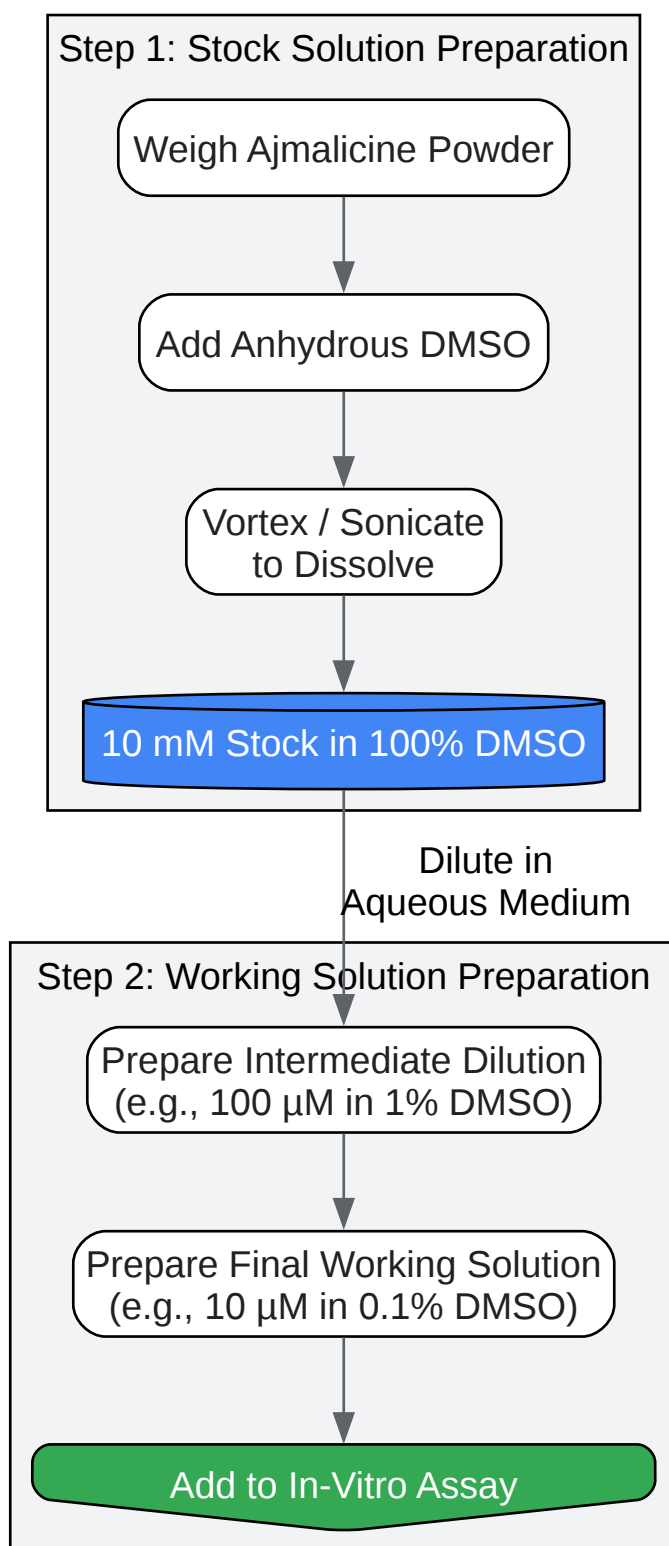 Step 1: Stock Solution Preparation
Weigh Ajmalicine Powder
Add Anhydrous DMSO
Vortex / Sonicate
to Dissolve
10 mM Stock in 100% DMSO
Dilute in
Aqueous Medium
Step 2: Working Solution Preparation
Prepare Intermediate Dilution
(e.g., 100 µM in 1% DMSO)
Prepare Final Working Solution
(e.g., 10 µM in 0.1% DMSO)
Add to In-Vitro Assay